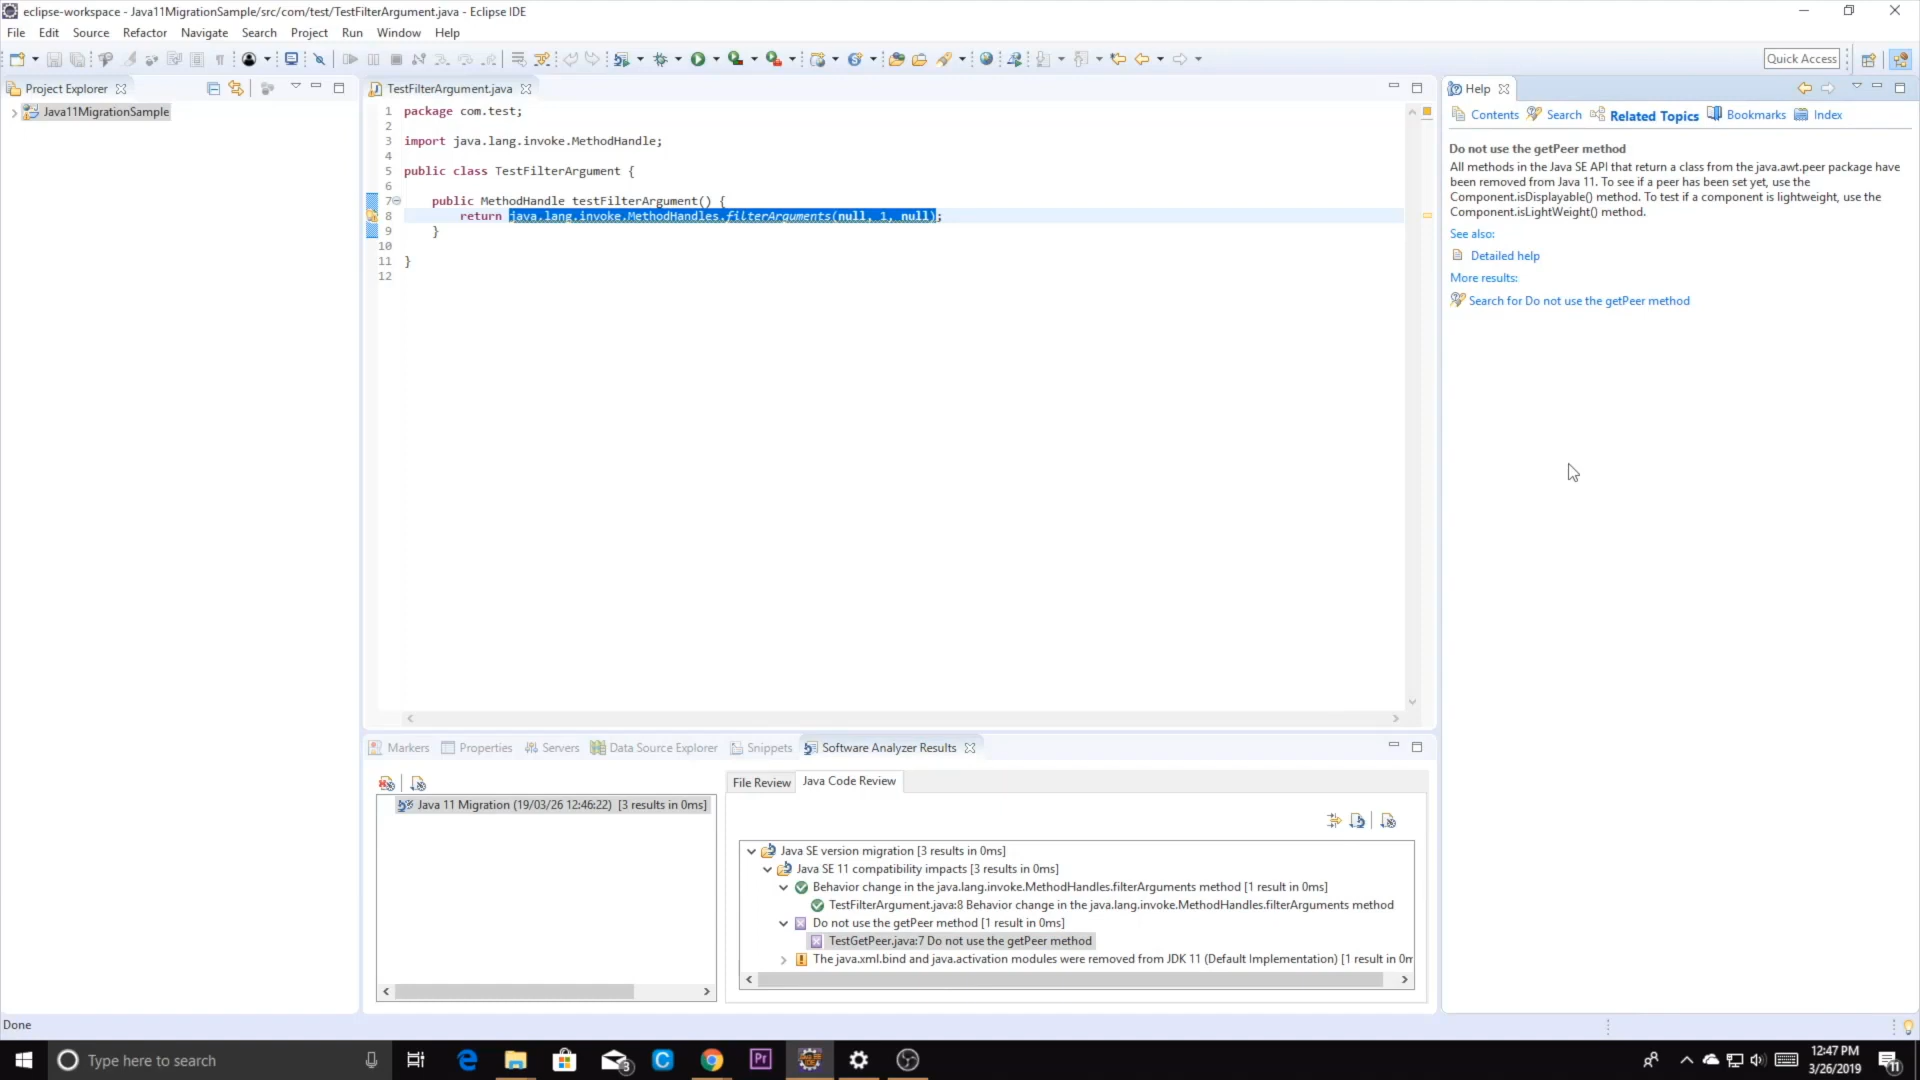 eclipse-workspace - Java11MigrationSample/src/com/test/TestFilterArgument.java - Eclipse IDE
File Edit Source Refactor Navigate Search Project Run Window Help
Quick Access
Project Explorer
Java11MigrationSample
TestFilterArgument.java
1 package com.test;
2
3 import java.lang.invoke.MethodHandle;
4
5 public class TestFilterArgument {
6
7 public MethodHandle testFilterArgument() {
8 return java.lang.invoke.MethodHandles.filterArguments(null, 1, null);
9 }
10
11 }
12
Help
Contents Search Related Topics Bookmarks Index
Do not use the getPeer method
All methods in the Java SE API that return a class from the java.awt.peer package have
been removed from Java 11. To see if a peer has been set yet, use the
Component.isDisplayable() method. To test if a component is lightweight, use the
Component.isLightWeight() method.
See also:
Detailed help
More results:
Search for Do not use the getPeer method
Markers Properties Servers Data Source Explorer Snippets Software Analyzer Results
Java 11 Migration (19/03/26 12:46:22) [3 results in 0ms]
File Review Java Code Review
Java SE version migration [3 results in 0ms]
Java SE 11 compatibility impacts [3 results in 0ms]
Behavior change in the java.lang.invoke.MethodHandles.filterArguments method [1 result in 0ms]
TestFilterArgument.java:8 Behavior change in the java.lang.invoke.MethodHandles.filterArguments method
Do not use the getPeer method [1 result in 0ms]
TestGetPeer.java:7 Do not use the getPeer method
The java.xml.bind and java.activation modules were removed from JDK 11 (Default Implementation) [1 result in 0m
Done
Type here to search
3
Pr
12:47 PM
3/26/2019
11